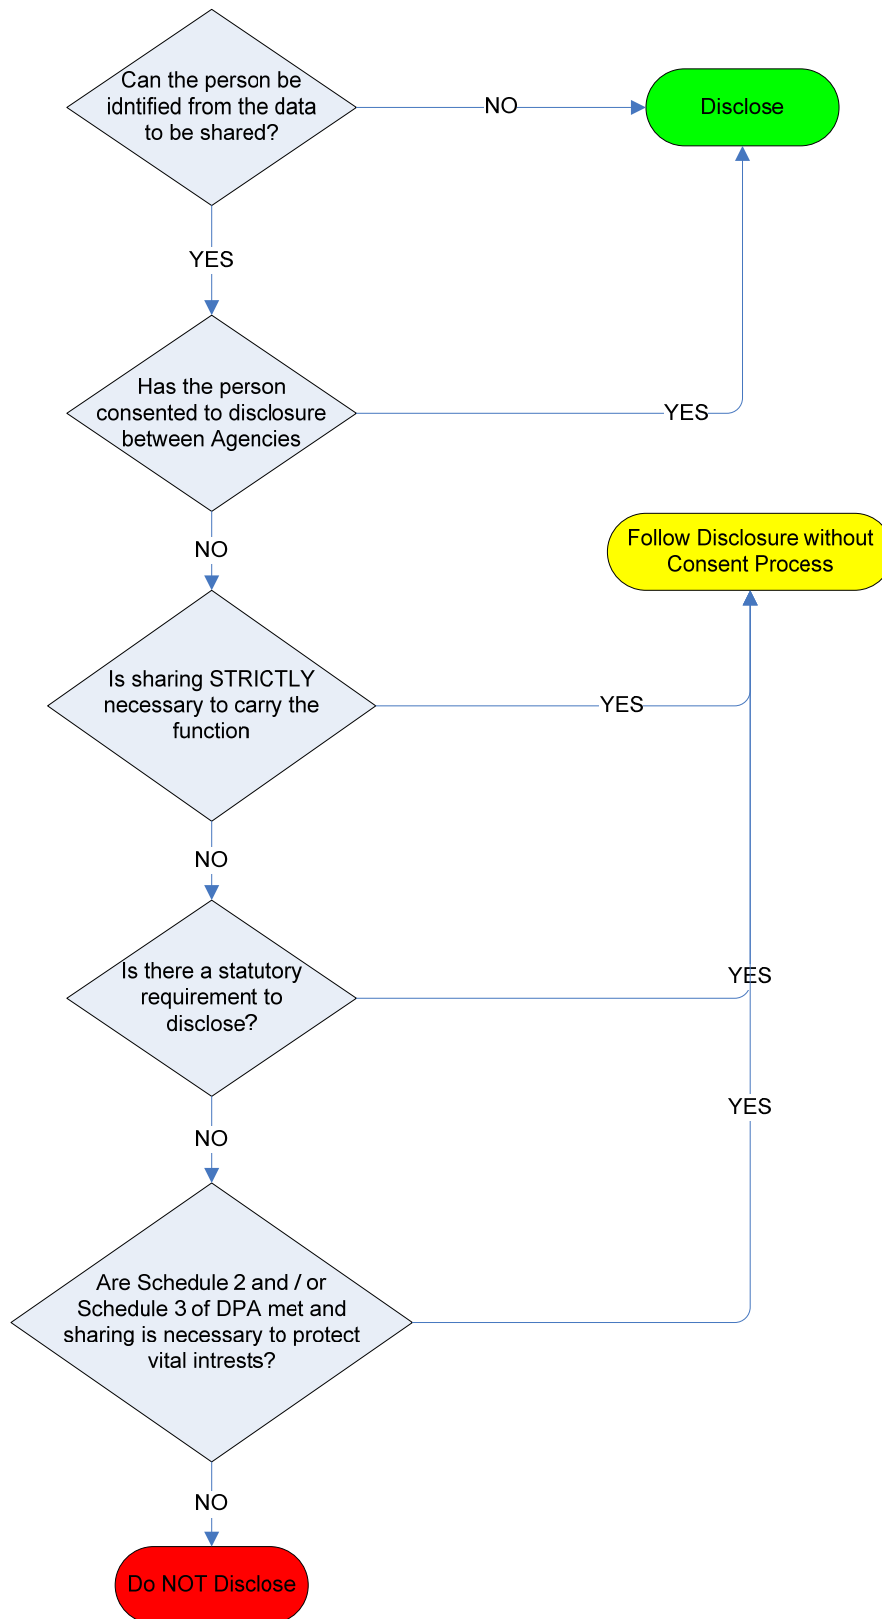 Can the person be
idntified from the data
to be shared?
NO
Disclose
YES
Has the person
consented to disclosure
between Agencies
YES
NO
Follow Disclosure without
Consent Process
Is sharing STRICTLY
necessary to carry the
function
YES
NO
Is there a statutory
requirement to
disclose?
YES
NO
YES
Are Schedule 2 and / or
Schedule 3 of DPA met and
sharing is necessary to protect
vital intrests?
NO
Do NOT Disclose